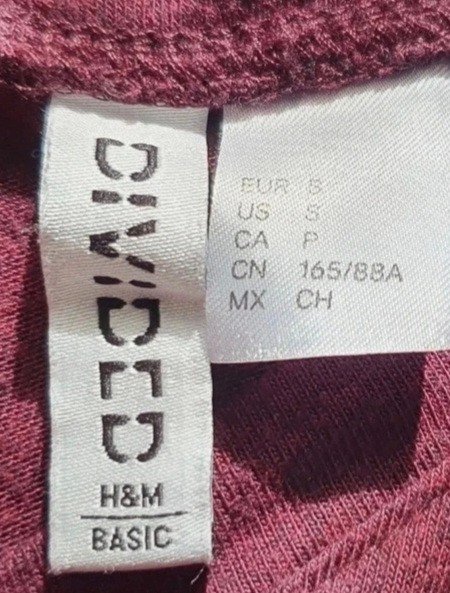 DIVIDED
H&M
BASIC
EUR S
US S
CA P
CN 165/88A
MX CH